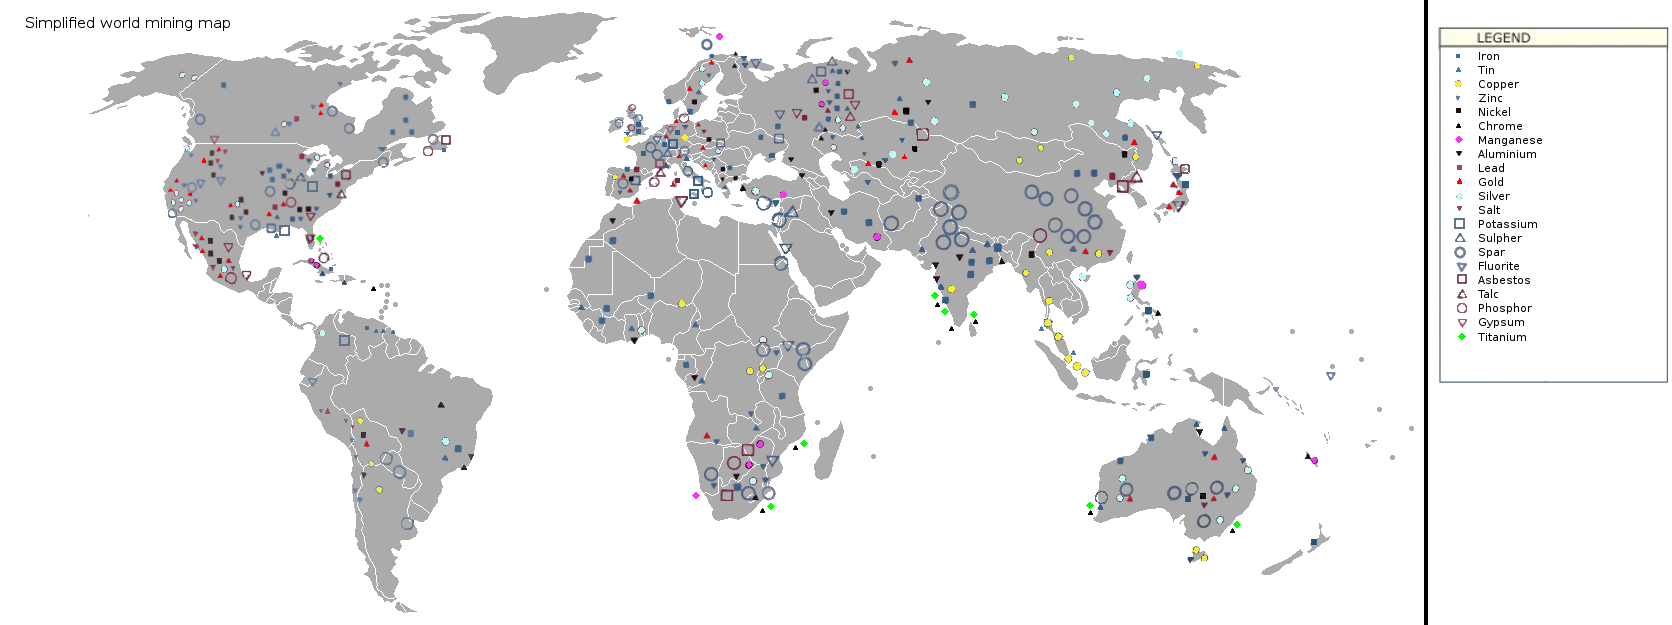 Simplified world mining map
LEGEND
Iron
Tin
Copper
Zinc
Nickel
Chrome
Manganese
Aluminium
Lead
Gold
Silver
Salt
Potassium
Sulpher
Spar
Fluorite
Asbestos
Talc
Phosphor
Gypsum
Titanium